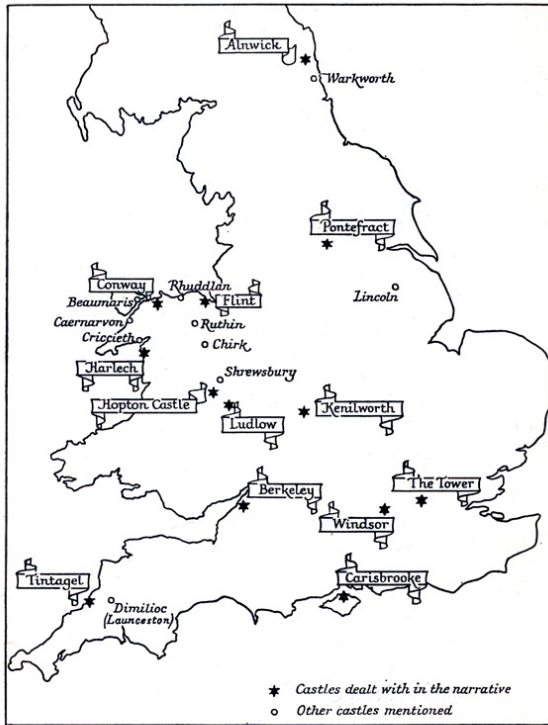 Alnwick
Warkworth
Pontefract
Lincoln
Conway
Rhuddlan
Flint
Beaumaris
Caernarvon
Ruthin
Criccieth
Chirk
Harlech
Shrewsbury
Hopton Castle
Kenilworth
Ludlow
The Tower
Berkeley
Windsor
Tintagel
Carisbrooke
Dimilioc
(Launceston)
Castles dealt with in the narrative
Other castles mentioned